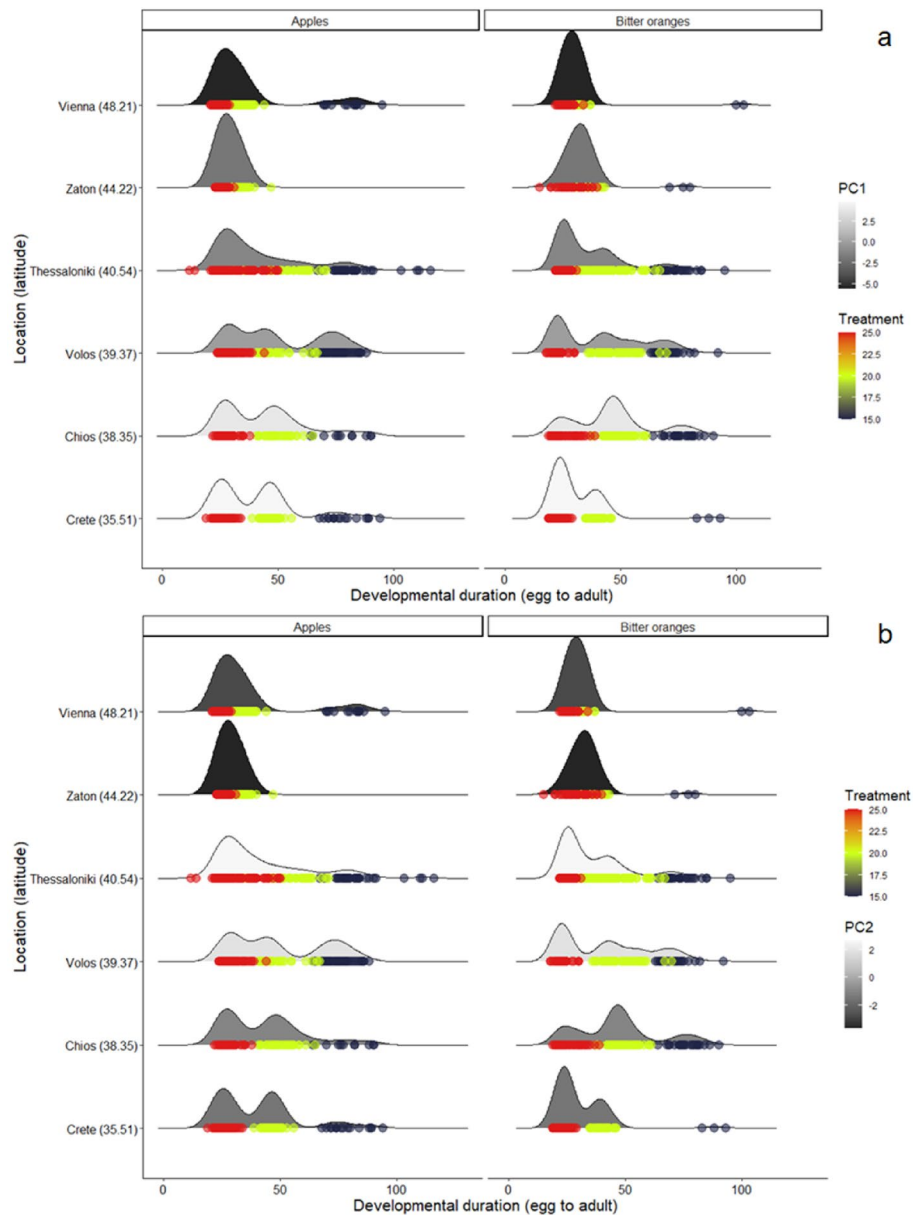 Apples
Bitter oranges
a
Vienna (48.21)
Zaton (44.22)
Thessaloniki (40.54)
Volos (39.37)
Chios (38.35)
Crete (35.51)
Location (latitude)
0
50
100
0
50
100
Developmental duration (egg to adult)
PC1
2.5
0.0
-2.5
-5.0
Treatment
25.0
22.5
20.0
17.5
15.0
Apples
Bitter oranges
b
Vienna (48.21)
Zaton (44.22)
Thessaloniki (40.54)
Volos (39.37)
Chios (38.35)
Crete (35.51)
Location (latitude)
0
50
100
0
50
100
Developmental duration (egg to adult)
Treatment
25.0
22.5
20.0
17.5
15.0
PC2
2
0
-2